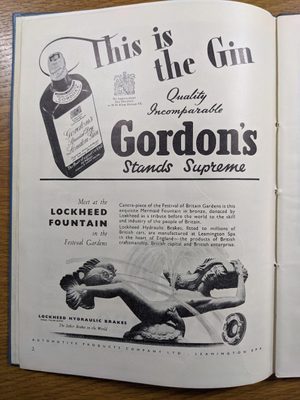 This is
the Gin
Quality
Incomparable
Gordon's
Stands Supreme
Meet at the
LOCKHEED
FOUNTAIN
in the
Festival Gardens
Centre-piece of the Festival of Britain Gardens is this
exquisite Mermaid Fountain in bronze, donated by
Lockheed as a tribute before the world to the skill
and industry of the people of Britain.
Lockheed Hydraulic Brakes, fitted to millions of
British cars, are manufactured at Leamington Spa
in the heart of England—the products of British
craftsmanship, British capital and British enterprise.
LOCKHEED HYDRAULIC BRAKES
The Safest Brakes in the World
AUTOMOTIVE PRODUCTS COMPANY LTD., LEAMINGTON SPA
2